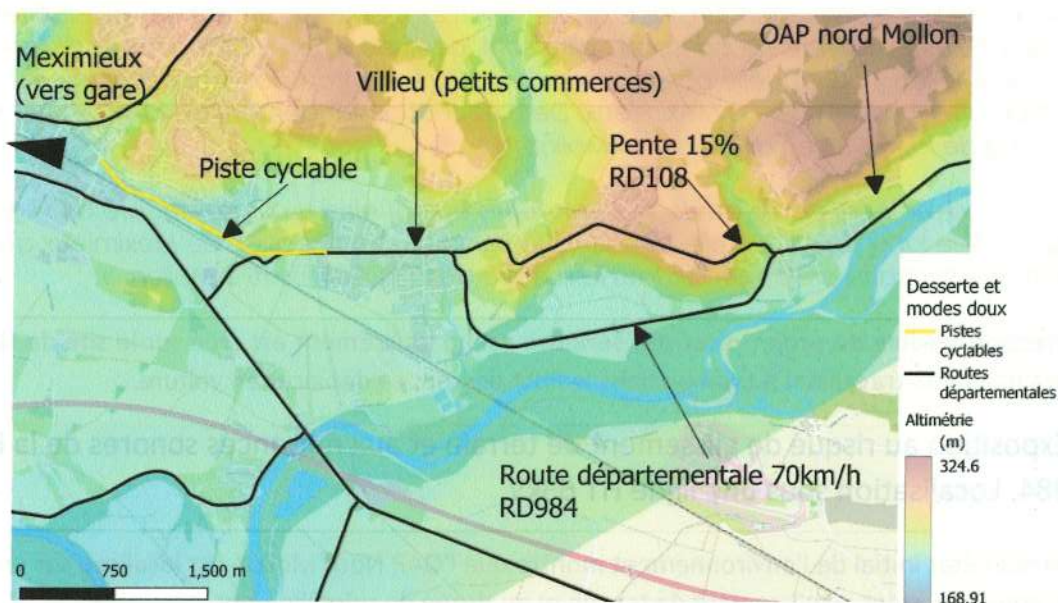 Meximieux
(vers gare)
OAP nord Mollon
Villieu (petits commerces)
Pente 15%
RD108
Piste cyclable
Desserte et
modes doux
Pistes
cyclables
Routes
départementales
Altimétrie
(m)
324.6
168.91
Route départementale 70km/h
RD984
0 750 1,500 m